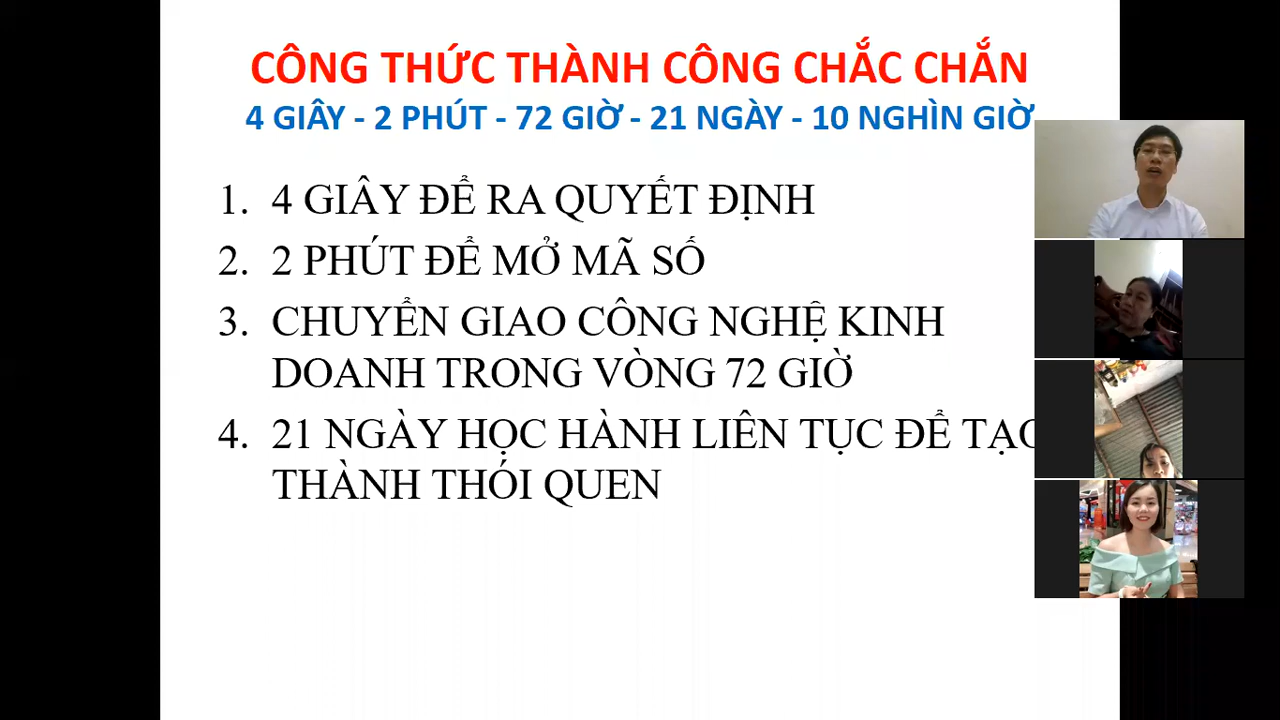 CÔNG THỨC THÀNH CÔNG CHẮC CHẮN
4 GIÂY - 2 PHÚT - 72 GIỜ - 21 NGÀY - 10 NGHÌN GIỜ
1. 4 GIÂY ĐỂ RA QUYẾT ĐỊNH
2. 2 PHÚT ĐỂ MỞ MÃ SỐ
3. CHUYỂN GIAO CÔNG NGHỆ KINH
DOANH TRONG VÒNG 72 GIỜ
4. 21 NGÀY HỌC HÀNH LIÊN TỤC ĐỂ TẠO
THÀNH THÓI QUEN